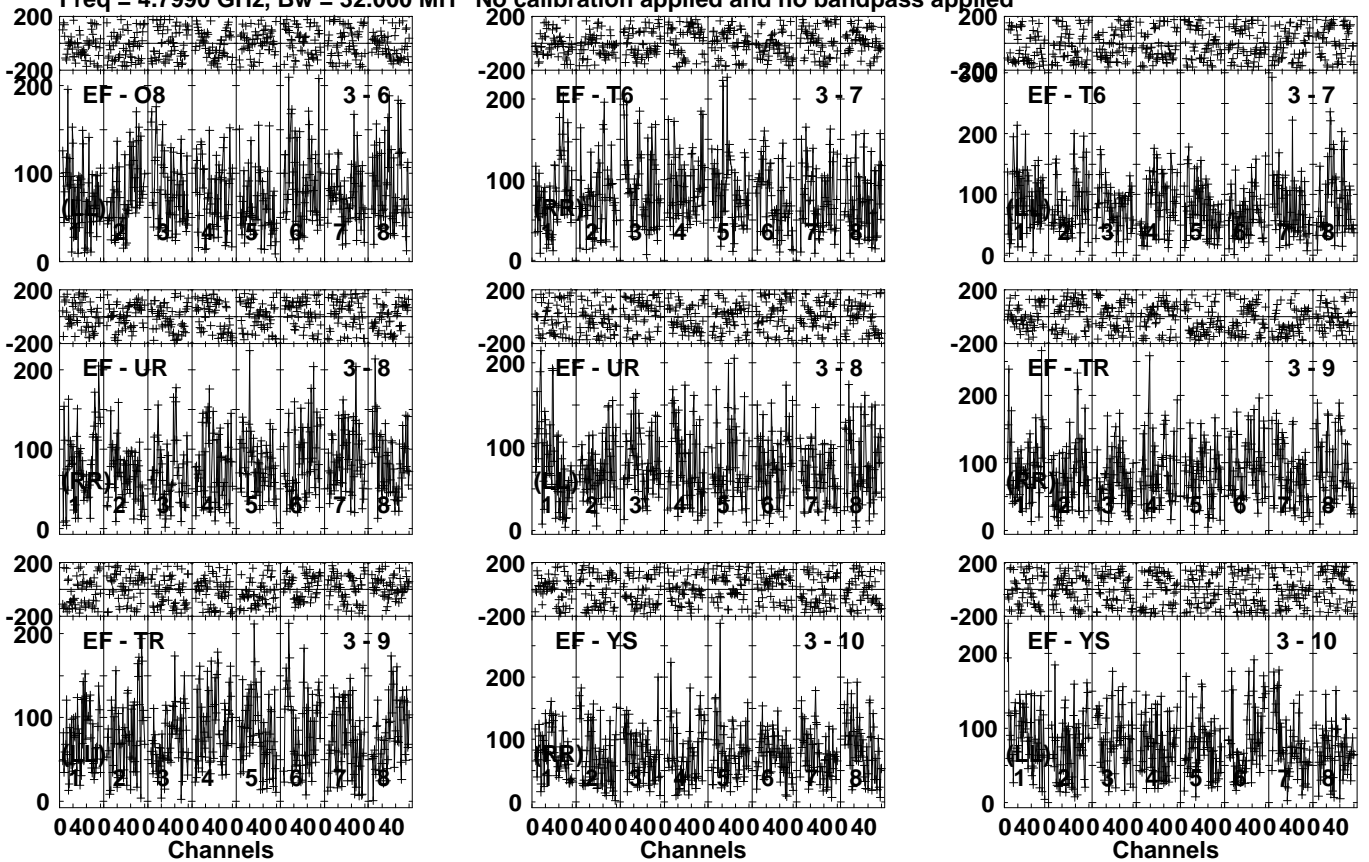 Freq = 4.7990 GHz, Bw = 32.000 MH No calibration applied and no bandpass applied
200 200 200
-200 -200 300
200 EF - O8 3 - 6 200 EF - T6 3 - 7 200 EF - T6 3 - 7
100 100 100
(LL) (RR) (LL)
1 2 3 4 5 6 7 8 1 2 3 4 5 6 7 8 1 2 3 4 5 6 7 8
0 0 0
200 200 200
-200 -200 -200
200 EF - UR 3 - 8 200 EF - UR 3 - 8 200 EF - TR 3 - 9
100 100 100
(RR) (LL) (RR)
1 2 3 4 5 6 7 8 1 2 3 4 5 6 7 8 1 2 3 4 5 6 7 8
0 0 0
200 200 200
-200 -200 -200
200 EF - TR 3 - 9 200 EF - YS 3 - 10 200 EF - YS 3 - 10
100 100 100
(LL) (RR) (LL)
1 2 3 4 5 6 7 8 1 2 3 4 5 6 7 8 1 2 3 4 5 6 7 8
0 0 0
0 40 0 40 0 40 0 40 0 40 0 40 0 40 0 40 0 40 0 40 0 40 0 40 0 40 0 40 0 40 0 40 0 40 0 40 0 40 0 40 0 40 0 40 0 40 0 40
Channels Channels Channels